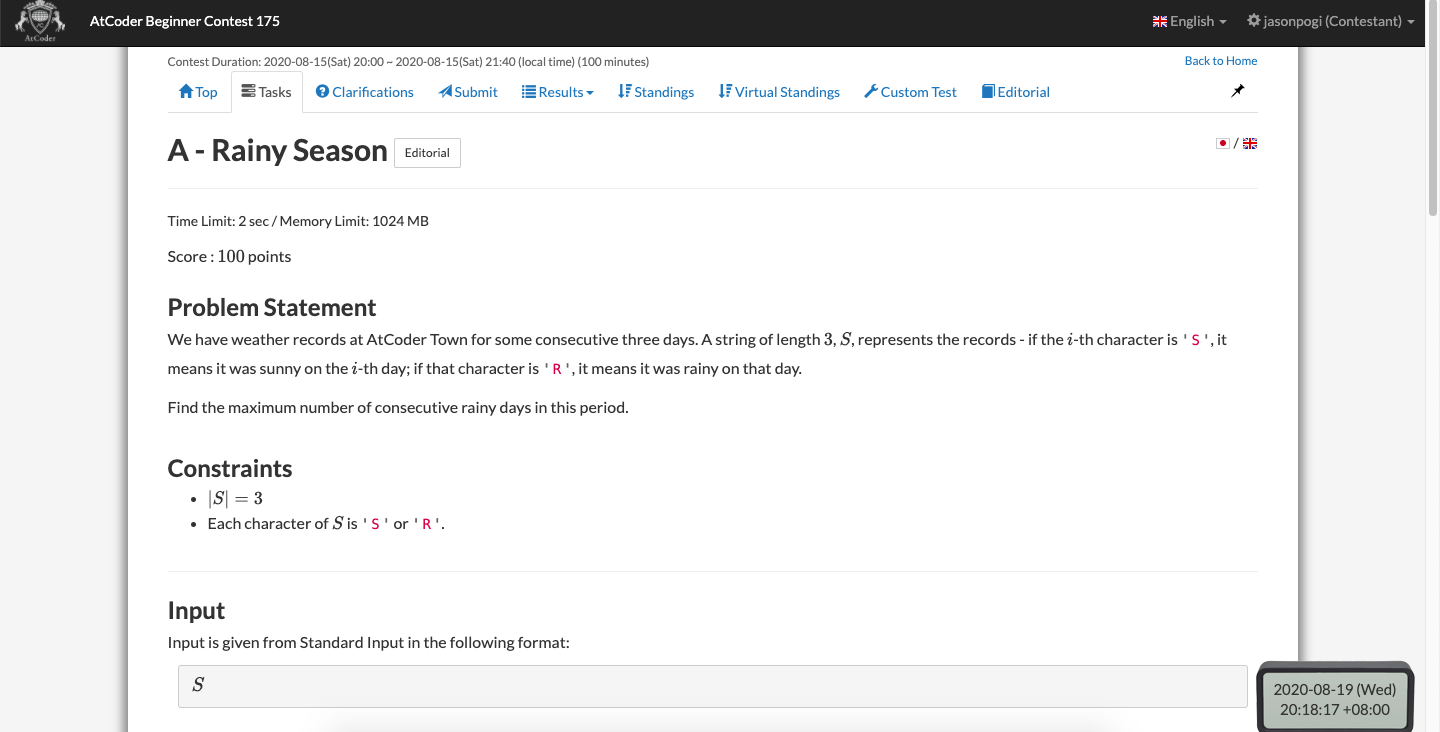 AtCoder
AtCoder Beginner Contest 175
English
jasonpogi (Contestant)
Contest Duration: 2020-08-15(Sat) 20:00 ~ 2020-08-15(Sat) 21:40 (local time) (100 minutes)
Back to Home
Top
Tasks
Clarifications
Submit
Results
Standings
Virtual Standings
Custom Test
Editorial
A - Rainy Season
Editorial
/
Time Limit: 2 sec / Memory Limit: 1024 MB
Score : 100 points
Problem Statement
We have weather records at AtCoder Town for some consecutive three days. A string of length 3, S, represents the records - if the i-th character is 'S', it
means it was sunny on the i-th day; if that character is 'R', it means it was rainy on that day.
Find the maximum number of consecutive rainy days in this period.
Constraints
• |S| = 3
• Each character of S is 'S' or 'R'.
Input
Input is given from Standard Input in the following format:
S
2020-08-19 (Wed)
20:18:17 +08:00